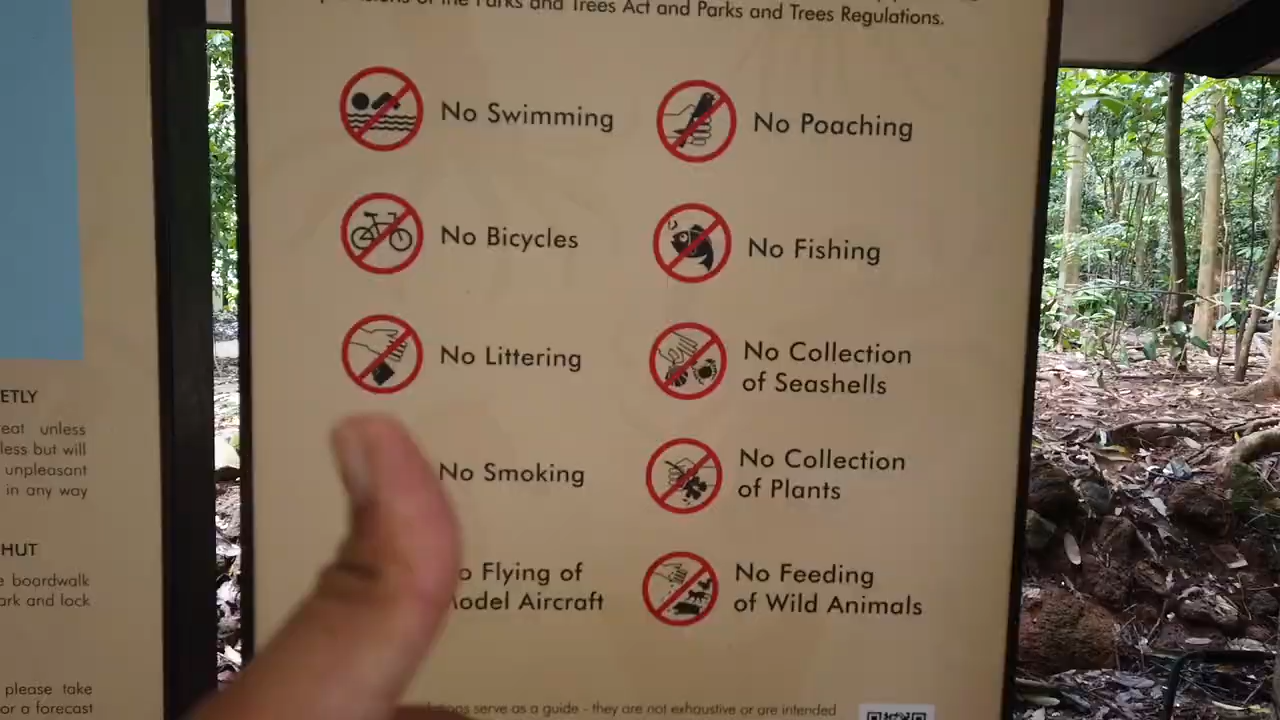 of the Parks and Trees Act and Parks and Trees Regulations.
No Swimming
No Poaching
No Bicycles
No Fishing
No Littering
No Collection
of Seashells
No Smoking
No Collection
of Plants
Flying of
Aircraft
No Feeding
of Wild Animals
serve as a guide - they are not exhaustive or are intended
eat unless
less but will
unpleasant
in any way
HUT
boardwalk
ark and lock
please take
or a forecast